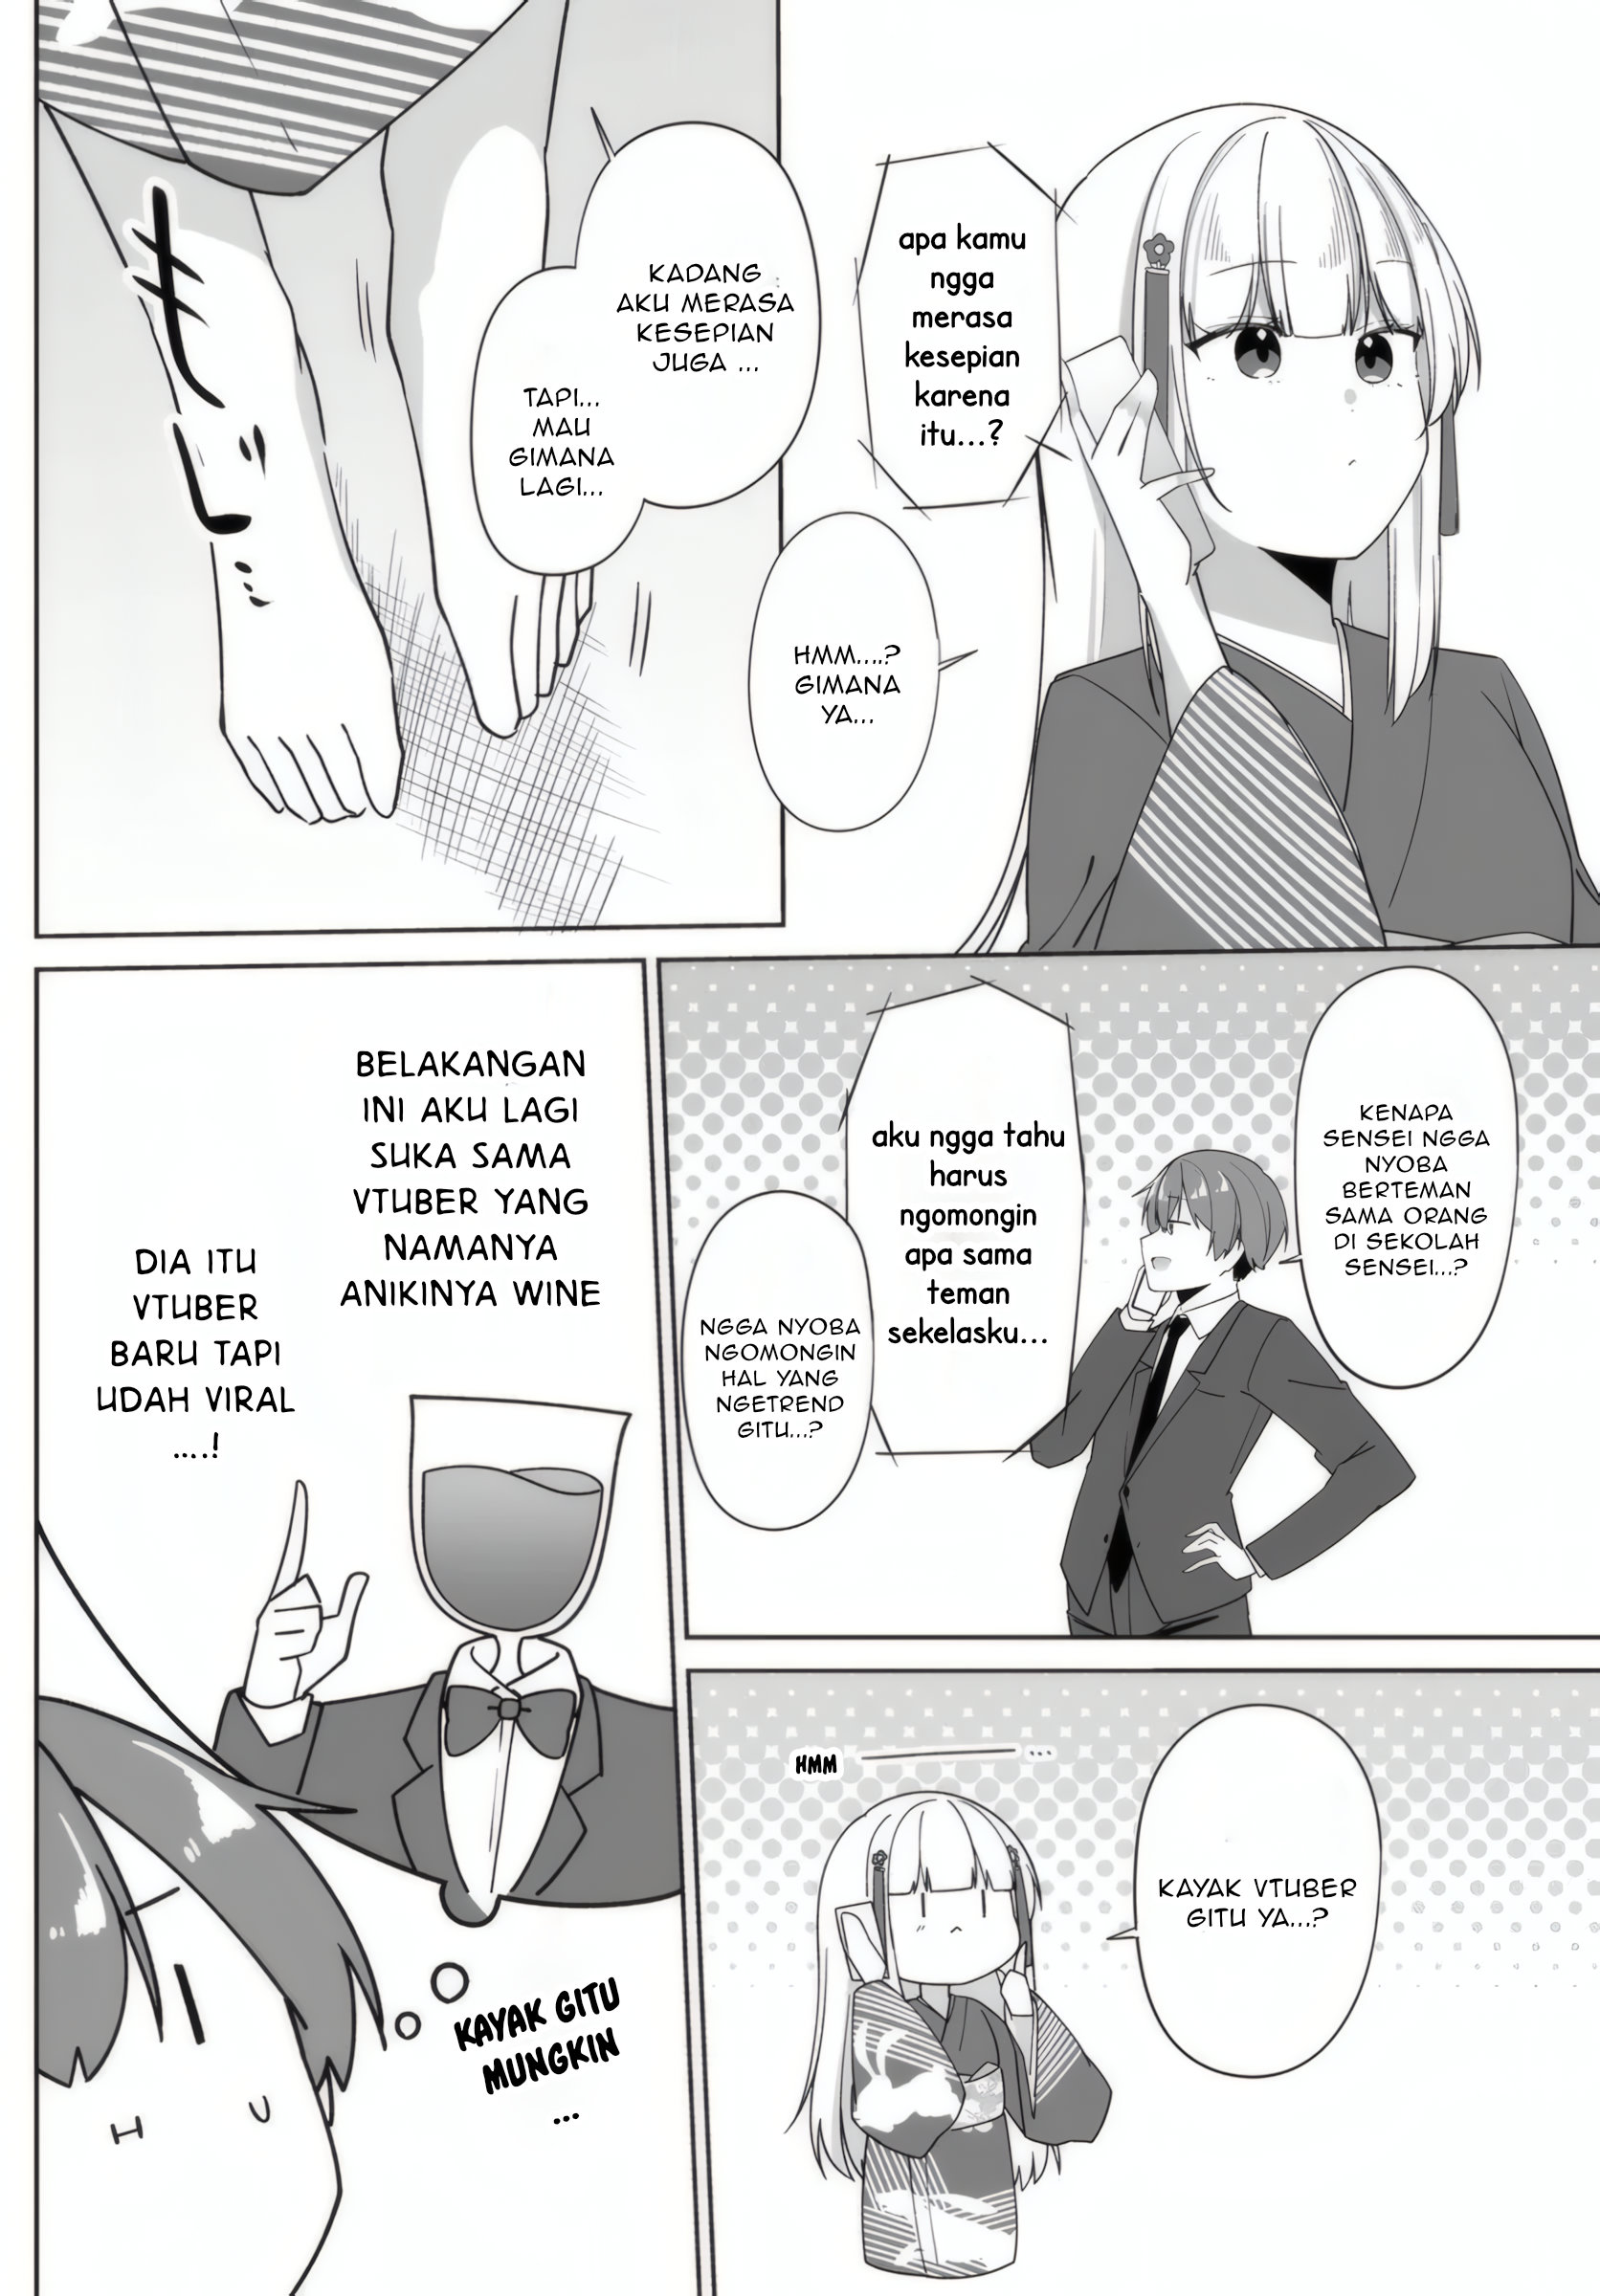 apa kamu
ngga
merasa
kesepian
karena
itu...?
HMM....?
GIMANA
YA...
KADANG
AKU MERASA
KESEPIAN
JUGA ...
TAPI...
MAU
GIMANA
LAGI...
もじ...
KENAPA
SENSEI NGGA
NYOBA
BERTEMAN
SAMA ORANG
DI SEKOLAH
SENSEI...?
aku ngga tahu
harus
ngomongin
apa sama
teman
sekelasku...
NGGA NYOBA
NGOMONGIN
HAL YANG
NGETREND
GITU...?
KAYAK VTUBER
GITU YA...?
HMM ...
BELAKANGAN
INI AKU LAGI
SUKA SAMA
VTUBER YANG
NAMANYA
ANIKINYA WINE
DIA ITU
VTUBER
BARU TAPI
UDAH VIRAL
....!
KAYAK GITU
MUNGKIN
...